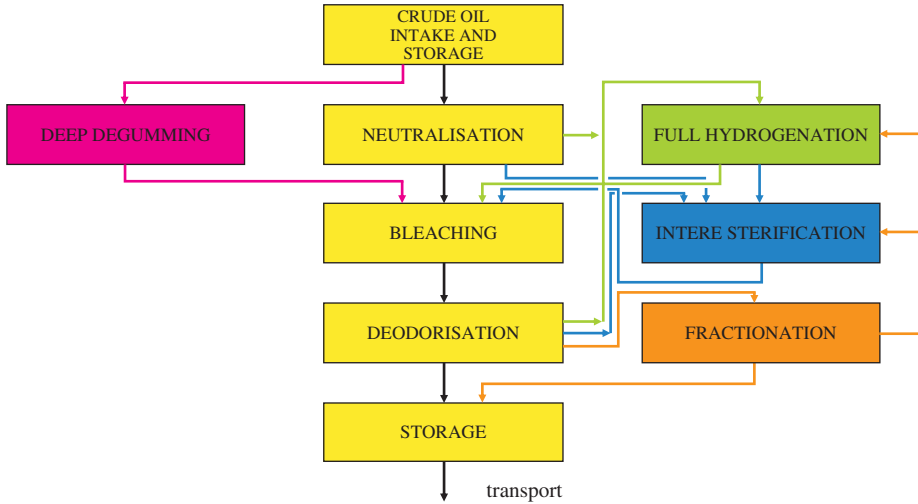 CRUDE OIL
INTAKE AND
STORAGE
DEEP DEGUMMING
NEUTRALISATION
FULL HYDROGENATION
BLEACHING
INTERE STERIFICATION
DEODORISATION
FRACTIONATION
STORAGE
transport